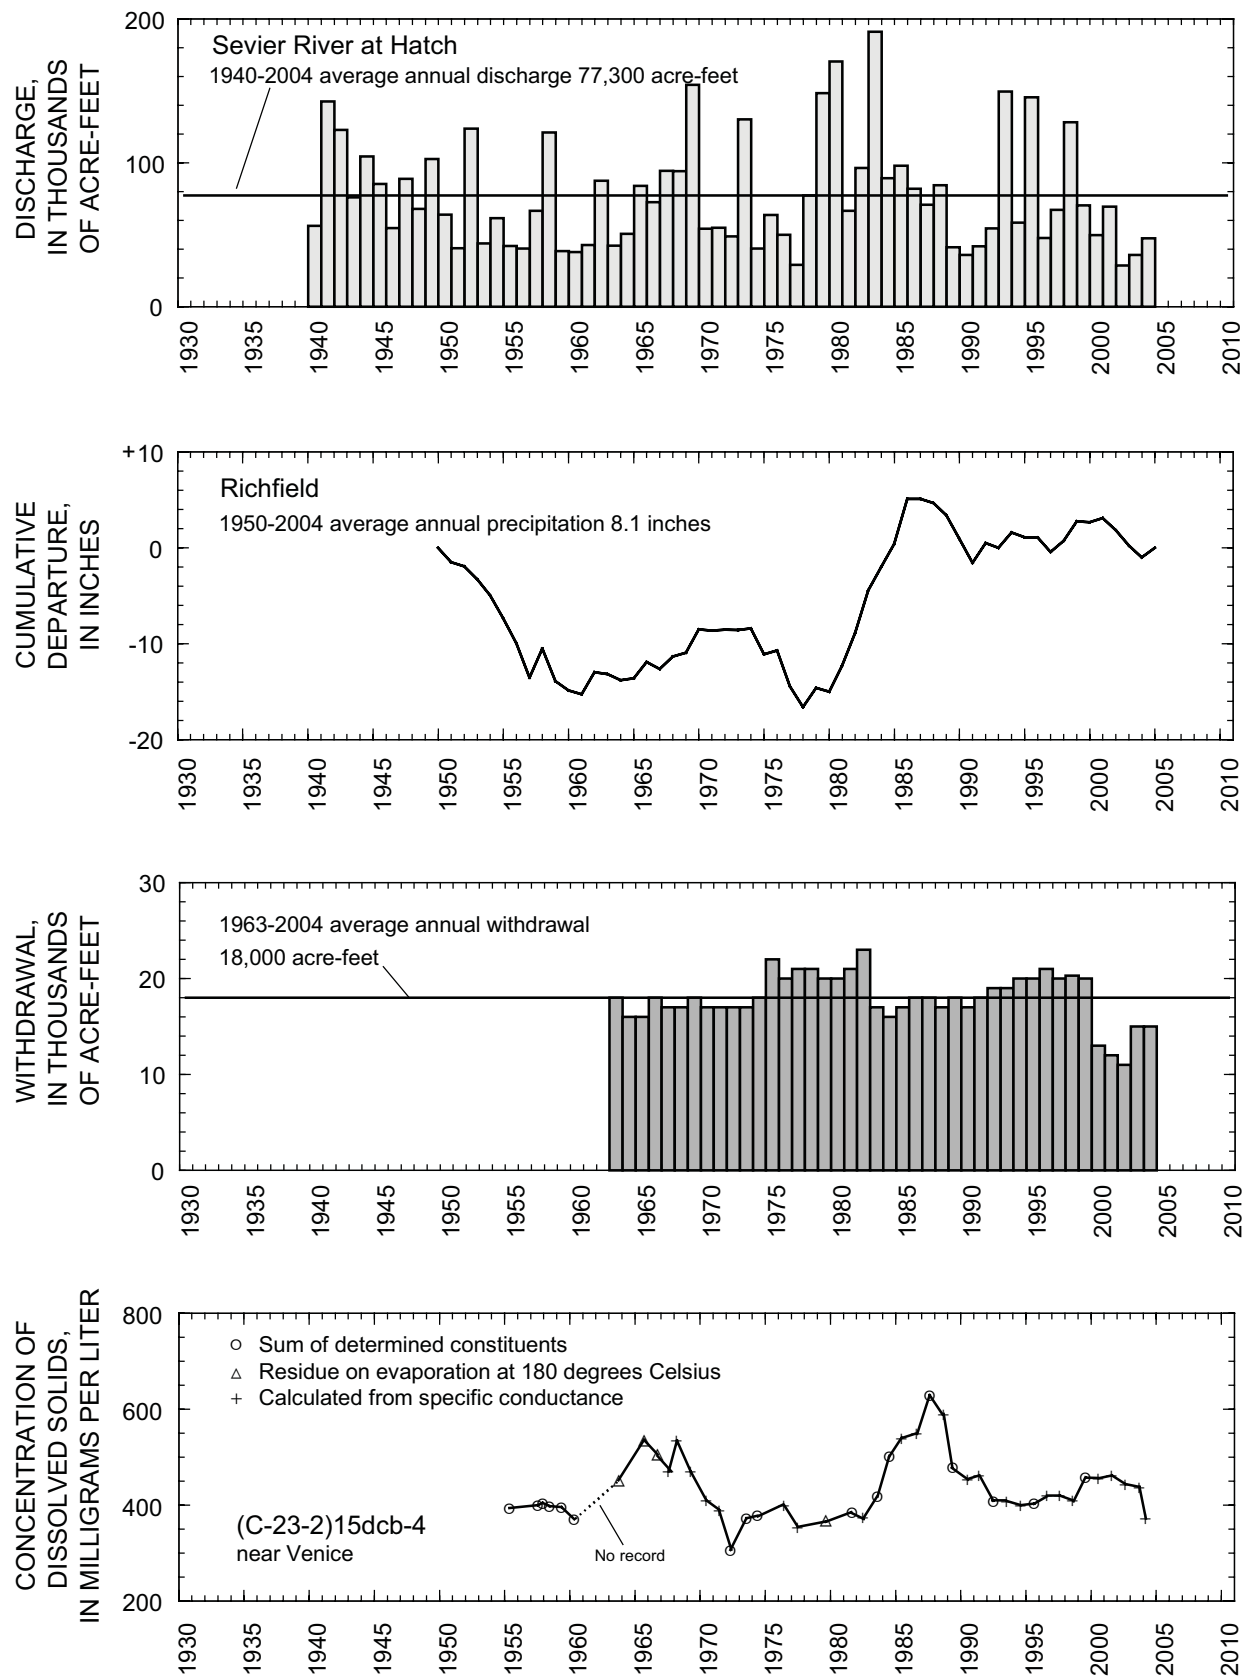 DISCHARGE,
IN THOUSANDS
OF ACRE-FEET
200
100
0
Sevier River at Hatch
1940-2004 average annual discharge 77,300 acre-feet
1930 1935 1940 1945 1950 1955 1960 1965 1970 1975 1980 1985 1990 1995 2000 2005 2010
CUMULATIVE
DEPARTURE,
IN INCHES
+10
0
-10
-20
Richfield
1950-2004 average annual precipitation 8.1 inches
1930 1935 1940 1945 1950 1955 1960 1965 1970 1975 1980 1985 1990 1995 2000 2005 2010
WITHDRAWAL,
IN THOUSANDS
OF ACRE-FEET
30
20
10
0
1963-2004 average annual withdrawal
18,000 acre-feet
1930 1935 1940 1945 1950 1955 1960 1965 1970 1975 1980 1985 1990 1995 2000 2005 2010
CONCENTRATION OF
DISSOLVED SOLIDS,
IN MILLIGRAMS PER LITER
800
600
400
200
Sum of determined constituents
Residue on evaporation at 180 degrees Celsius
Calculated from specific conductance
(C-23-2)15dcb-4
near Venice
No record
1930 1935 1940 1945 1950 1955 1960 1965 1970 1975 1980 1985 1990 1995 2000 2005 2010